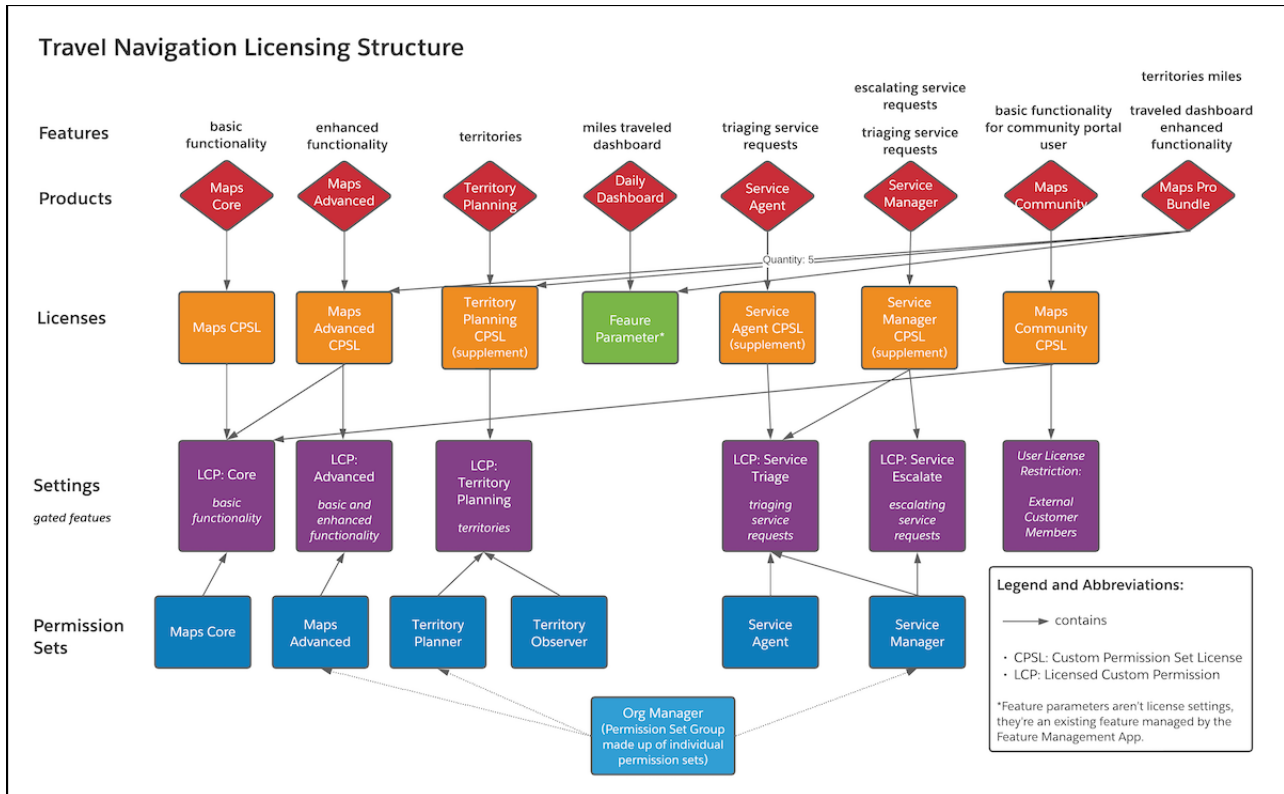 Travel Navigation Licensing Structure
Features
basic
functionality
enhanced
functionality
territories
miles traveled
dashboard
triaging service
requests
escalating service
requests
triaging service
requests
basic functionality
for community portal
user
territories miles
traveled dashboard
enhanced
functionality
Products
Maps
Core
Maps
Advanced
Territory
Planning
Daily
Dashboard
Service
Agent
Service
Manager
Maps
Community
Maps Pro
Bundle
Quantity: 5
Licenses
Maps CPSL
Maps
Advanced
CPSL
Territory
Planning
CPSL
(supplement)
Feaure
Parameter*
Service
Agent CPSL
(supplement)
Service
Manager
CPSL
(supplement)
Maps
Community
CPSL
Settings
gated featues
LCP: Core
basic
functionality
LCP:
Advanced
basic and
enhanced
functionality
LCP:
Territory
Planning
territories
LCP: Service
Triage
triaging
service
requests
LCP: Service
Escalate
escalating
service
requests
User License
Restriction:
External
Customer
Members
Permission
Sets
Maps Core
Maps
Advanced
Territory
Planner
Territory
Observer
Service
Agent
Service
Manager
Org Manager
(Permission Set Group
made up of individual
permission sets)
Legend and Abbreviations:
contains
• CPSL: Custom Permission Set License
• LCP: Licensed Custom Permission
*Feature parameters aren't license settings,
they're an existing feature managed by the
Feature Management App.